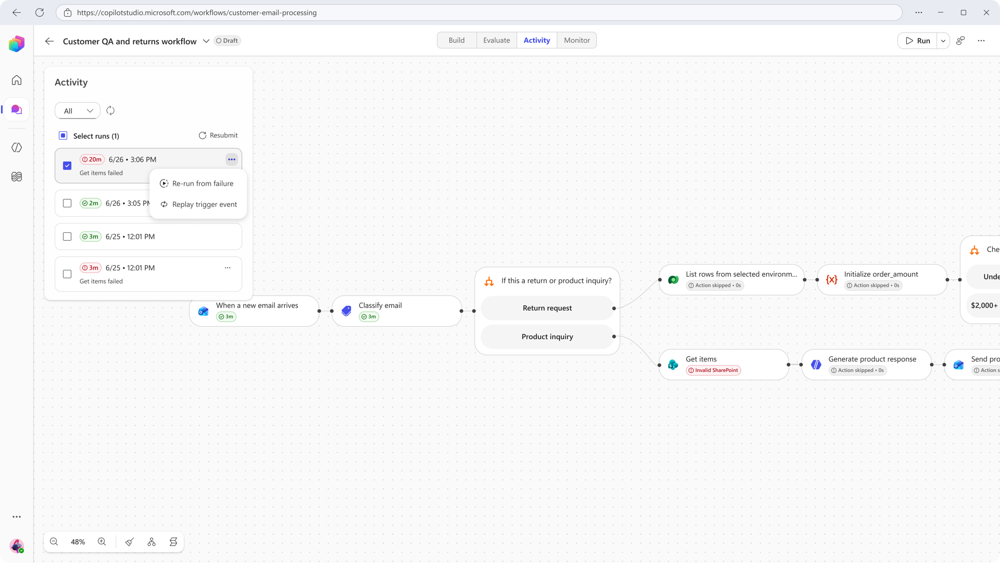 https://copilotstudio.microsoft.com/workflows/customer-email-processing
Customer QA and returns workflow
Draft
Build
Evaluate
Activity
Monitor
Run
Activity
All
Select runs (1)
Resubmit
20m 6/26 • 3:06 PM
Get items failed
Re-run from failure
Replay trigger event
2m 6/26 • 3:05 PM
3m 6/25 • 12:01 PM
3m 6/25 • 12:01 PM
Get items failed
When a new email arrives
3m
Classify email
3m
If this a return or product inquiry?
Return request
Product inquiry
List rows from selected environm...
Action skipped • 0s
Initialize order_amount
Action skipped • 0s
Che
Unde
$2,000+
Get items
Invalid SharePoint
Generate product response
Action skipped • 0s
Send pro
Action s
48%